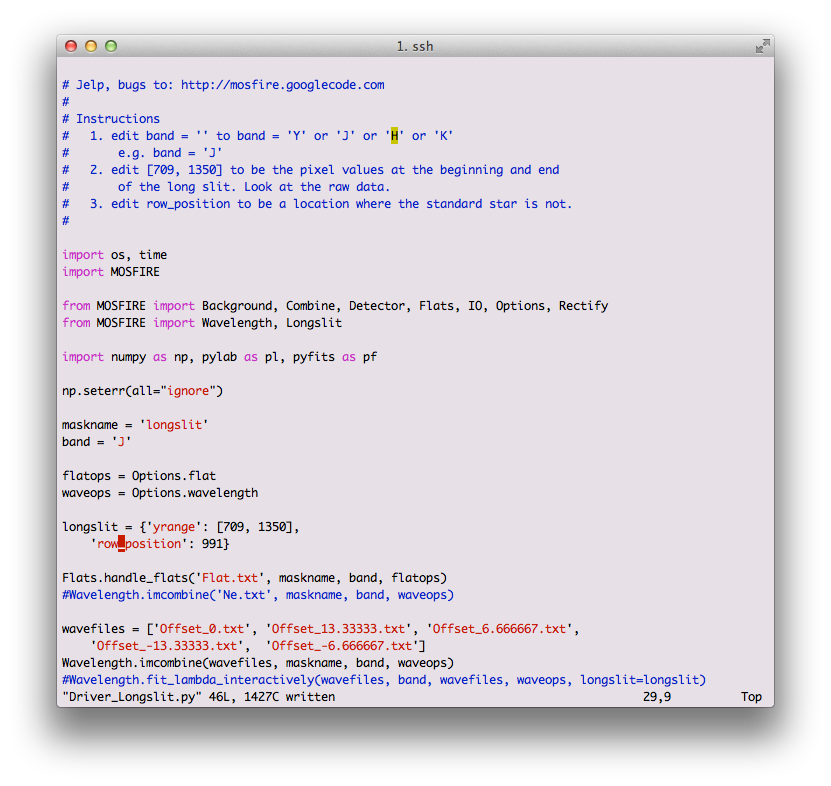 1. ssh
# Jelp, bugs to: http://mosfire.googlecode.com
#
# Instructions
#   1. edit band = '' to band = 'Y' or 'J' or 'H' or 'K'
#       e.g. band = 'J'
#   2. edit [709, 1350] to be the pixel values at the beginning and end
#       of the long slit. Look at the raw data.
#   3. edit row_position to be a location where the standard star is not.
#
import os, time
import MOSFIRE
from MOSFIRE import Background, Combine, Detector, Flats, IO, Options, Rectify
from MOSFIRE import Wavelength, Longslit
import numpy as np, pylab as pl, pyfits as pf
np.seterr(all="ignore")
maskname = 'longslit'
band = 'J'
flatops = Options.flat
waveops = Options.wavelength
longslit = {'yrange': [709, 1350],
    'row_position': 991}
Flats.handle_flats('Flat.txt', maskname, band, flatops)
#Wavelength.imcombine('Ne.txt', maskname, band, waveops)
wavefiles = ['Offset_0.txt', 'Offset_13.33333.txt', 'Offset_6.666667.txt',
    'Offset_-13.33333.txt',  'Offset_-6.666667.txt']
Wavelength.imcombine(wavefiles, maskname, band, waveops)
#Wavelength.fit_lambda_interactively(wavefiles, band, wavefiles, waveops, longslit=longslit)
"Driver_Longslit.py" 46L, 1427C written 29,9 Top